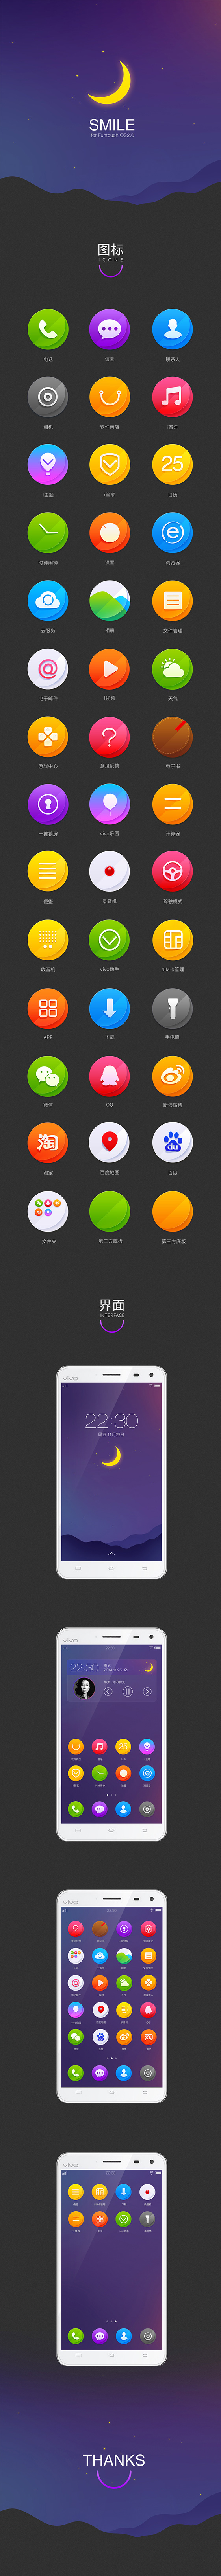 SMILE
for Funtouch OS2.0
图标
ICONS
电话 信息 联系人
相机 软件商店 i音乐
i主题 i管家 日历
25
时钟闹钟 设置 浏览器
云服务 相册 文件管理
电子邮件 i视频 天气
游戏中心 意见反馈 电子书
一键锁屏 vivo乐园 计算器
便签 录音机 驾驶模式
收音机 vivo助手 SIM卡管理
APP 下载 手电筒
微信 QQ 新浪微博
淘
du
淘宝 百度地图 百度
文件夹 第三方底板 第三方底板
界面
INTERFACE
vivo
22:30
vivo
22:30
vivo
vivo
THANKS